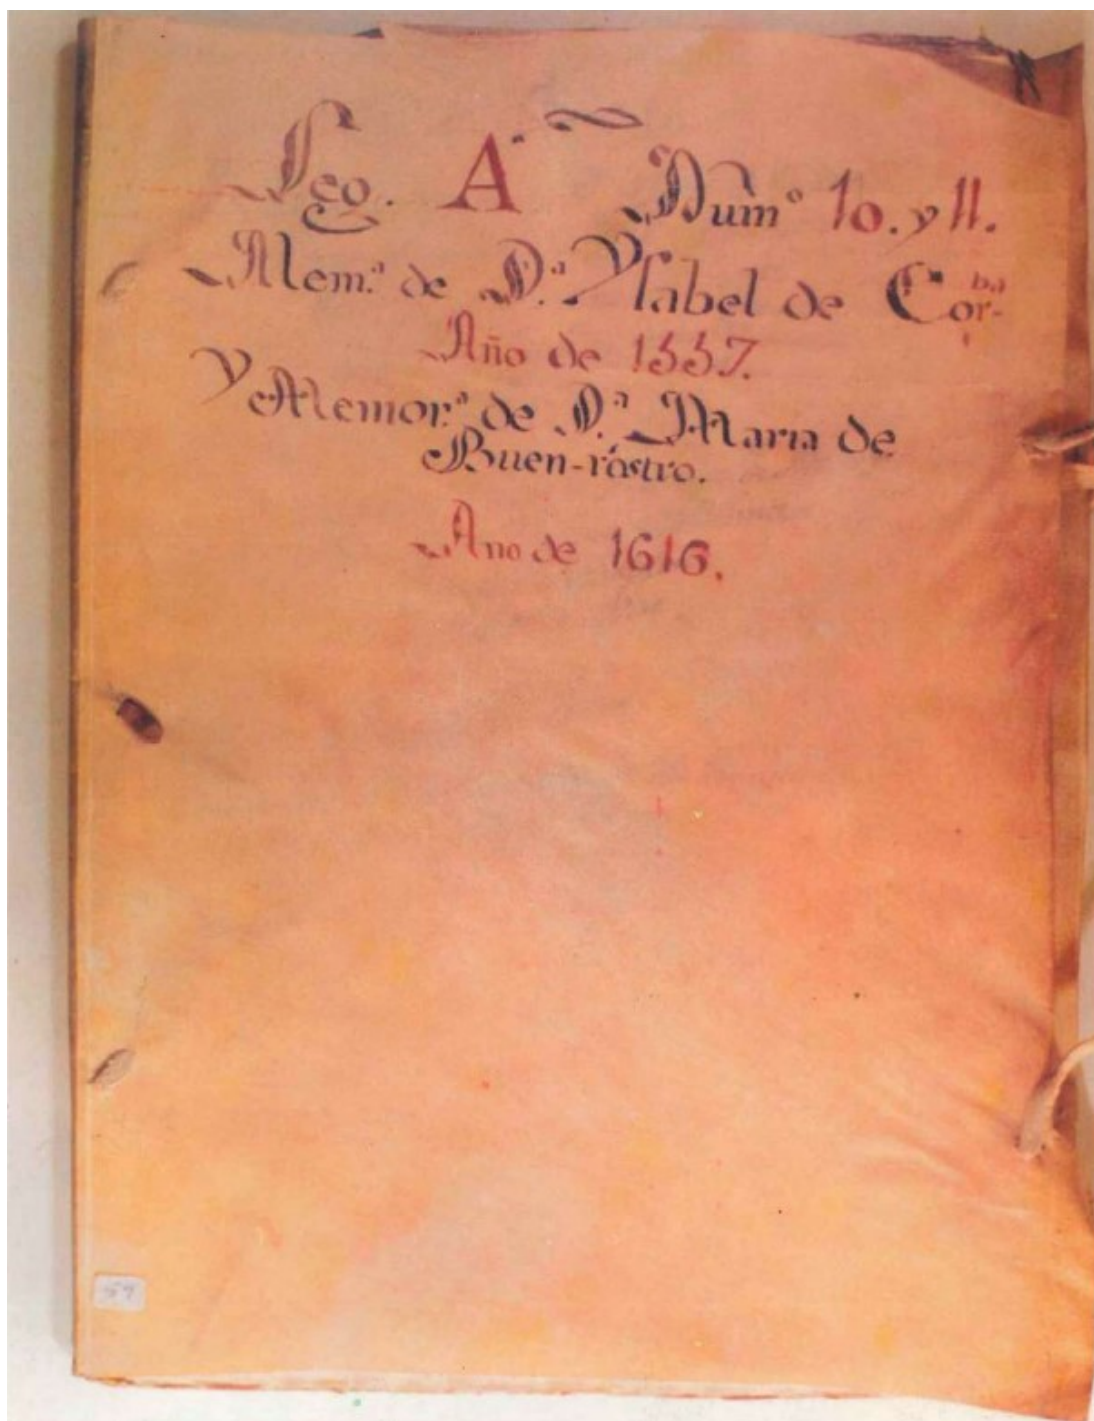 Leg. A. Num.º 10. y 11.
Mem.ª de D.ª Ysabel de Cor-ba
Año de 1557.
Y Memor.ª de D.ª Maria de
Buen-rostro.
Año de 1616.
57